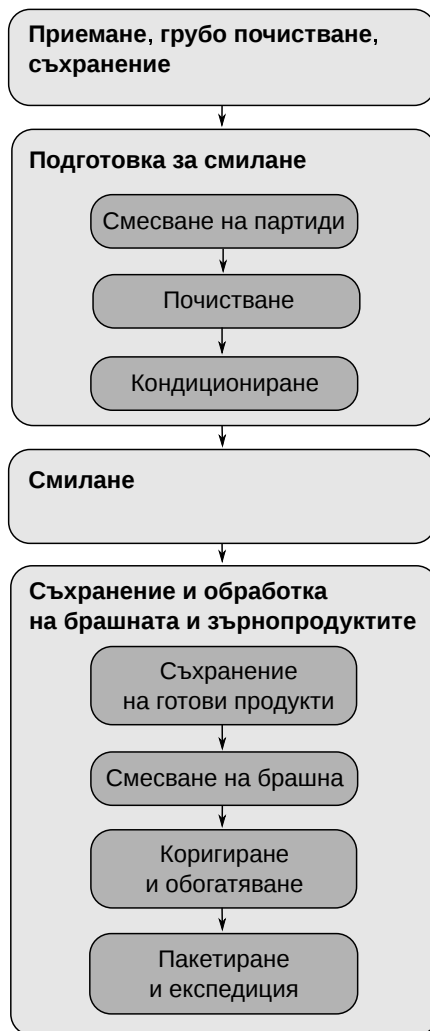 Приемане, грубо почистване,
съхранение
Подготовка за смилане
Смесване на партиди
Почистване
Кондициониране
Смилане
Съхранение и обработка
на брашната и зърнопродуктите
Съхранение
на готови продукти
Смесване на брашна
Коригиране
и обогатяване
Пакетиране
и експедиция